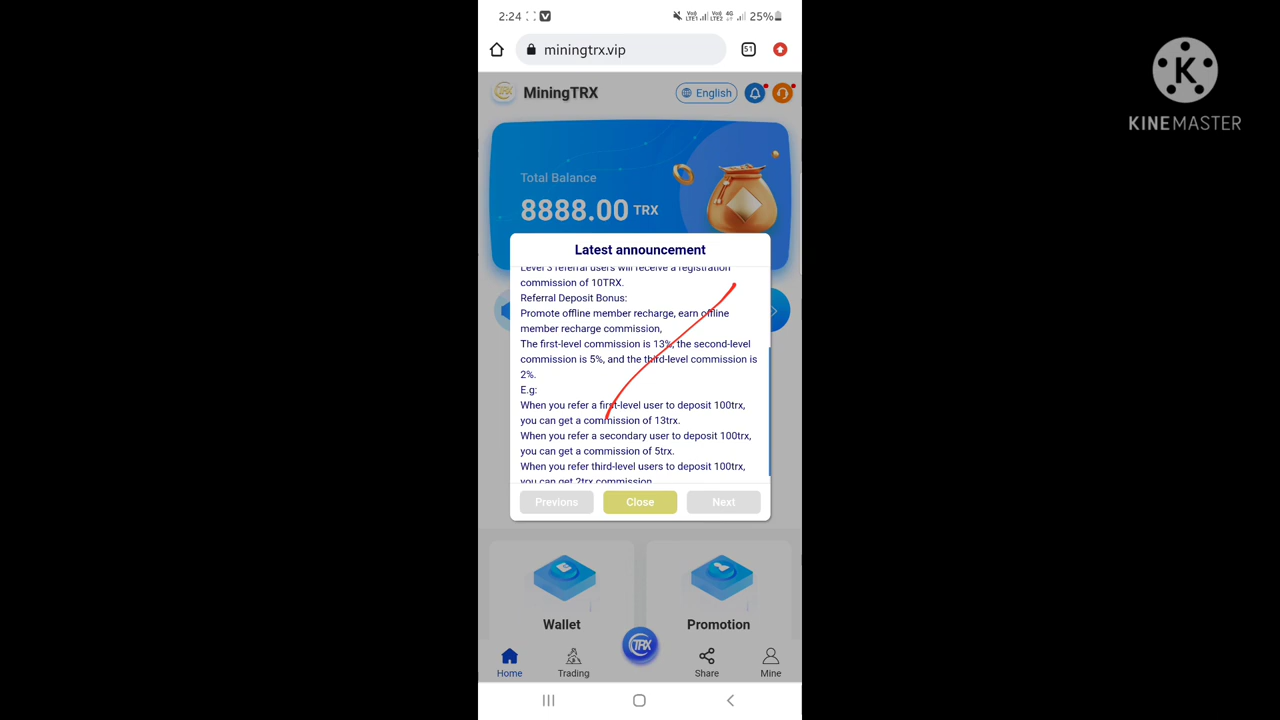 2:24
25%
miningtrx.vip
51
MiningTRX
English
Total Balance
8888.00 TRX
Latest announcement
Level 3 referral users will receive a registration
commission of 10TRX.
Referral Deposit Bonus:
Promote offline member recharge, earn offline
member recharge commission,
The first-level commission is 13%, the second-level
commission is 5%, and the third-level commission is
2%.
E.g:
When you refer a first-level user to deposit 100trx,
you can get a commission of 13trx.
When you refer a secondary user to deposit 100trx,
you can get a commission of 5trx.
When you refer third-level users to deposit 100trx,
you can get 2trx commission
Previons Close Next
Wallet Promotion
TRX
Home Trading Share Mine
K
KINEMASTER